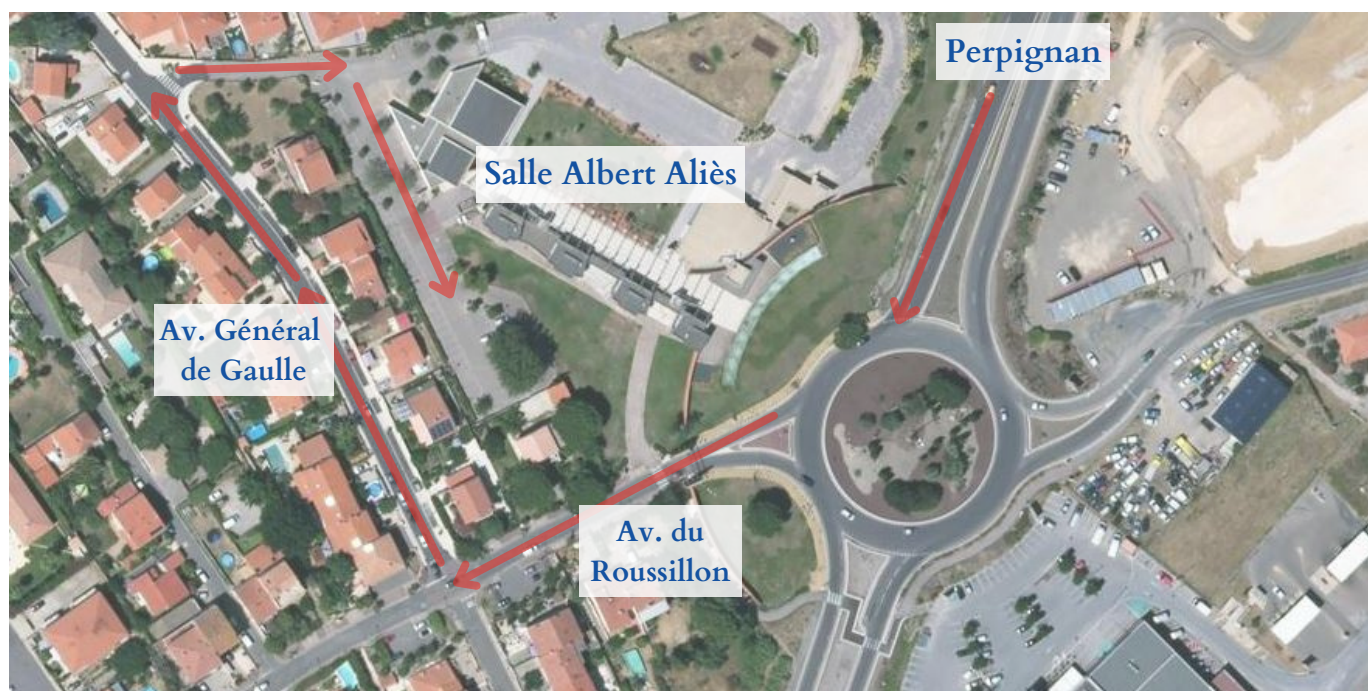 Perpignan
Salle Albert Aliès
Av. Général
de Gaulle
Av. du
Roussillon